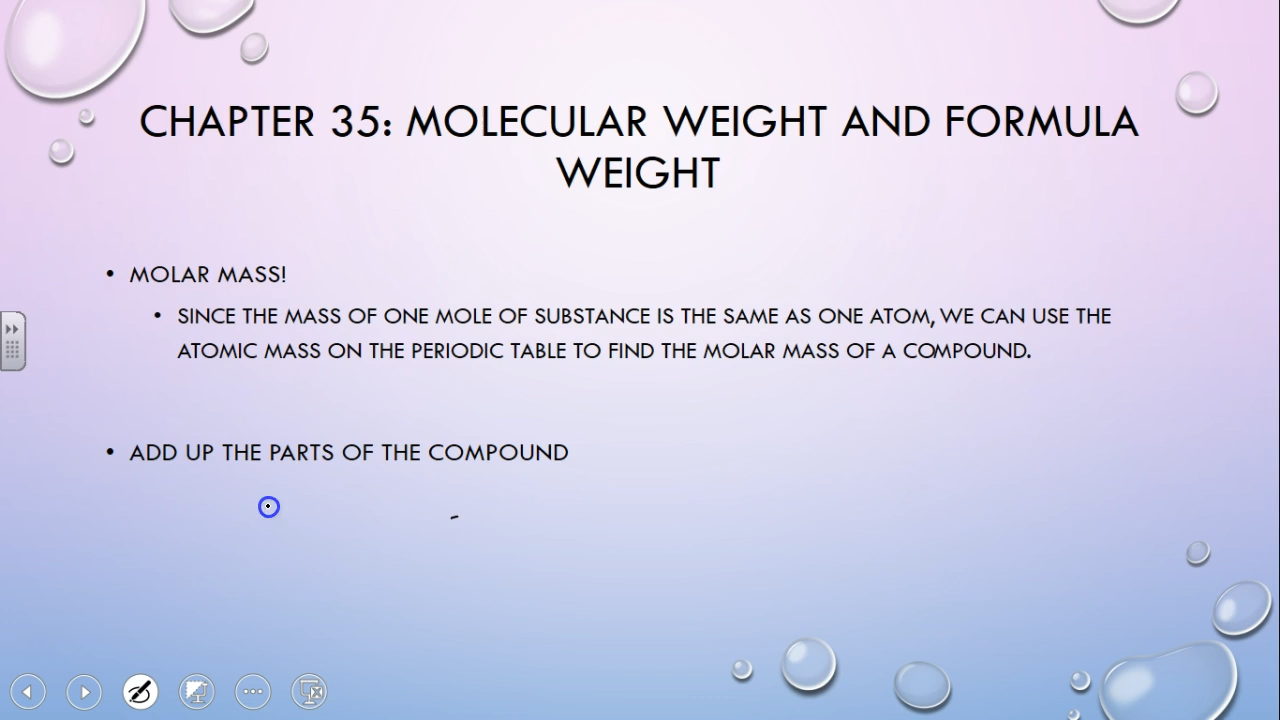 CHAPTER 35: MOLECULAR WEIGHT AND FORMULA
WEIGHT
• MOLAR MASS!
• SINCE THE MASS OF ONE MOLE OF SUBSTANCE IS THE SAME AS ONE ATOM, WE CAN USE THE
ATOMIC MASS ON THE PERIODIC TABLE TO FIND THE MOLAR MASS OF A COMPOUND.
• ADD UP THE PARTS OF THE COMPOUND